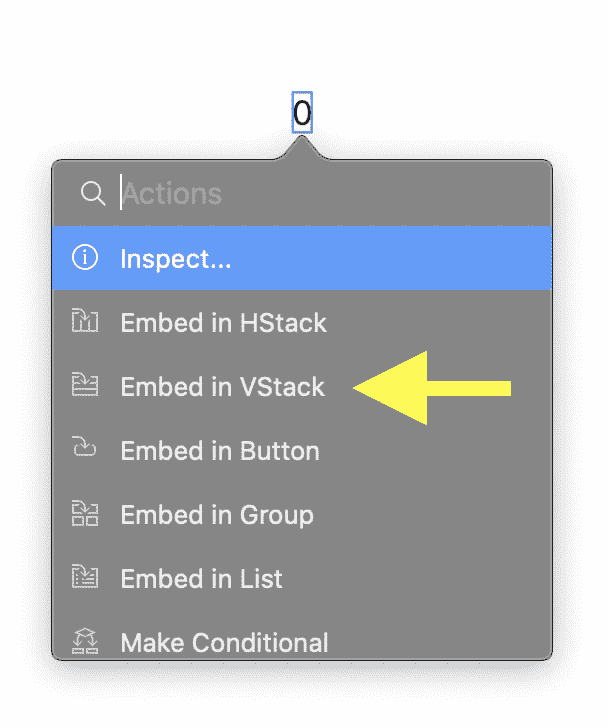 0
Actions
Inspect...
Embed in HStack
Embed in VStack
Embed in Button
Embed in Group
Embed in List
Make Conditional